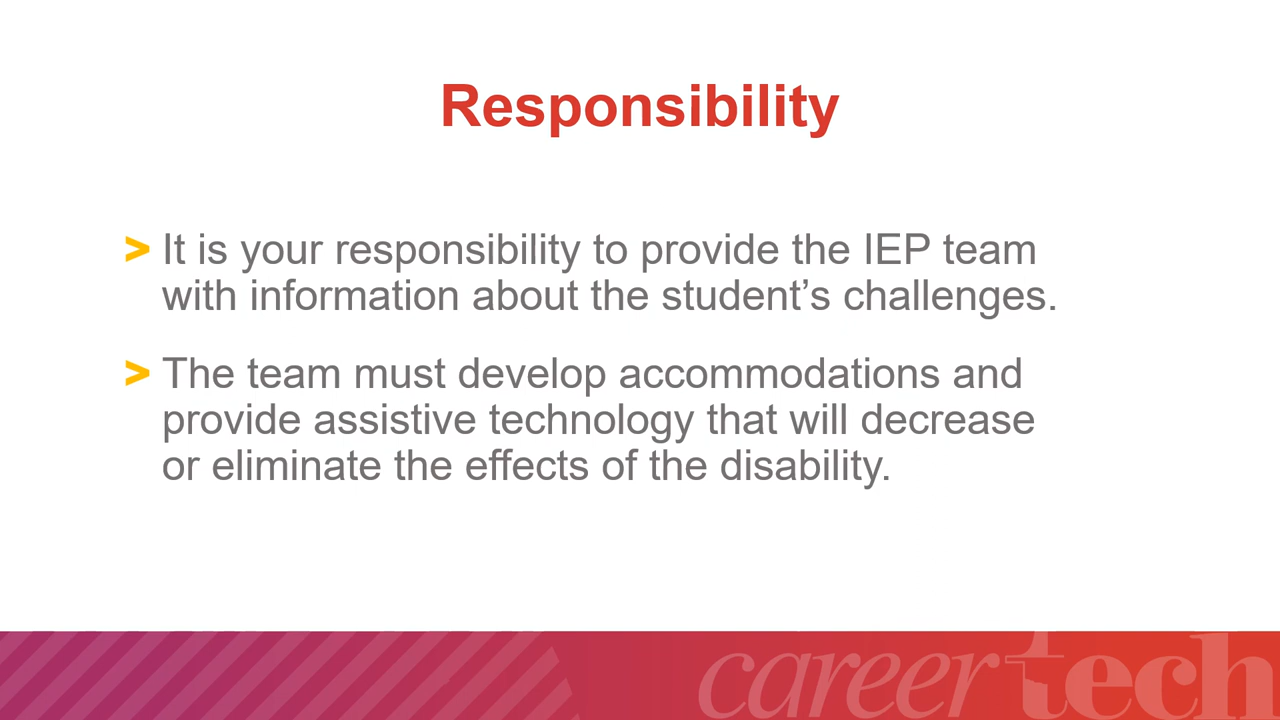 Responsibility
> It is your responsibility to provide the IEP team
with information about the student’s challenges.
> The team must develop accommodations and
provide assistive technology that will decrease
or eliminate the effects of the disability.
careertech